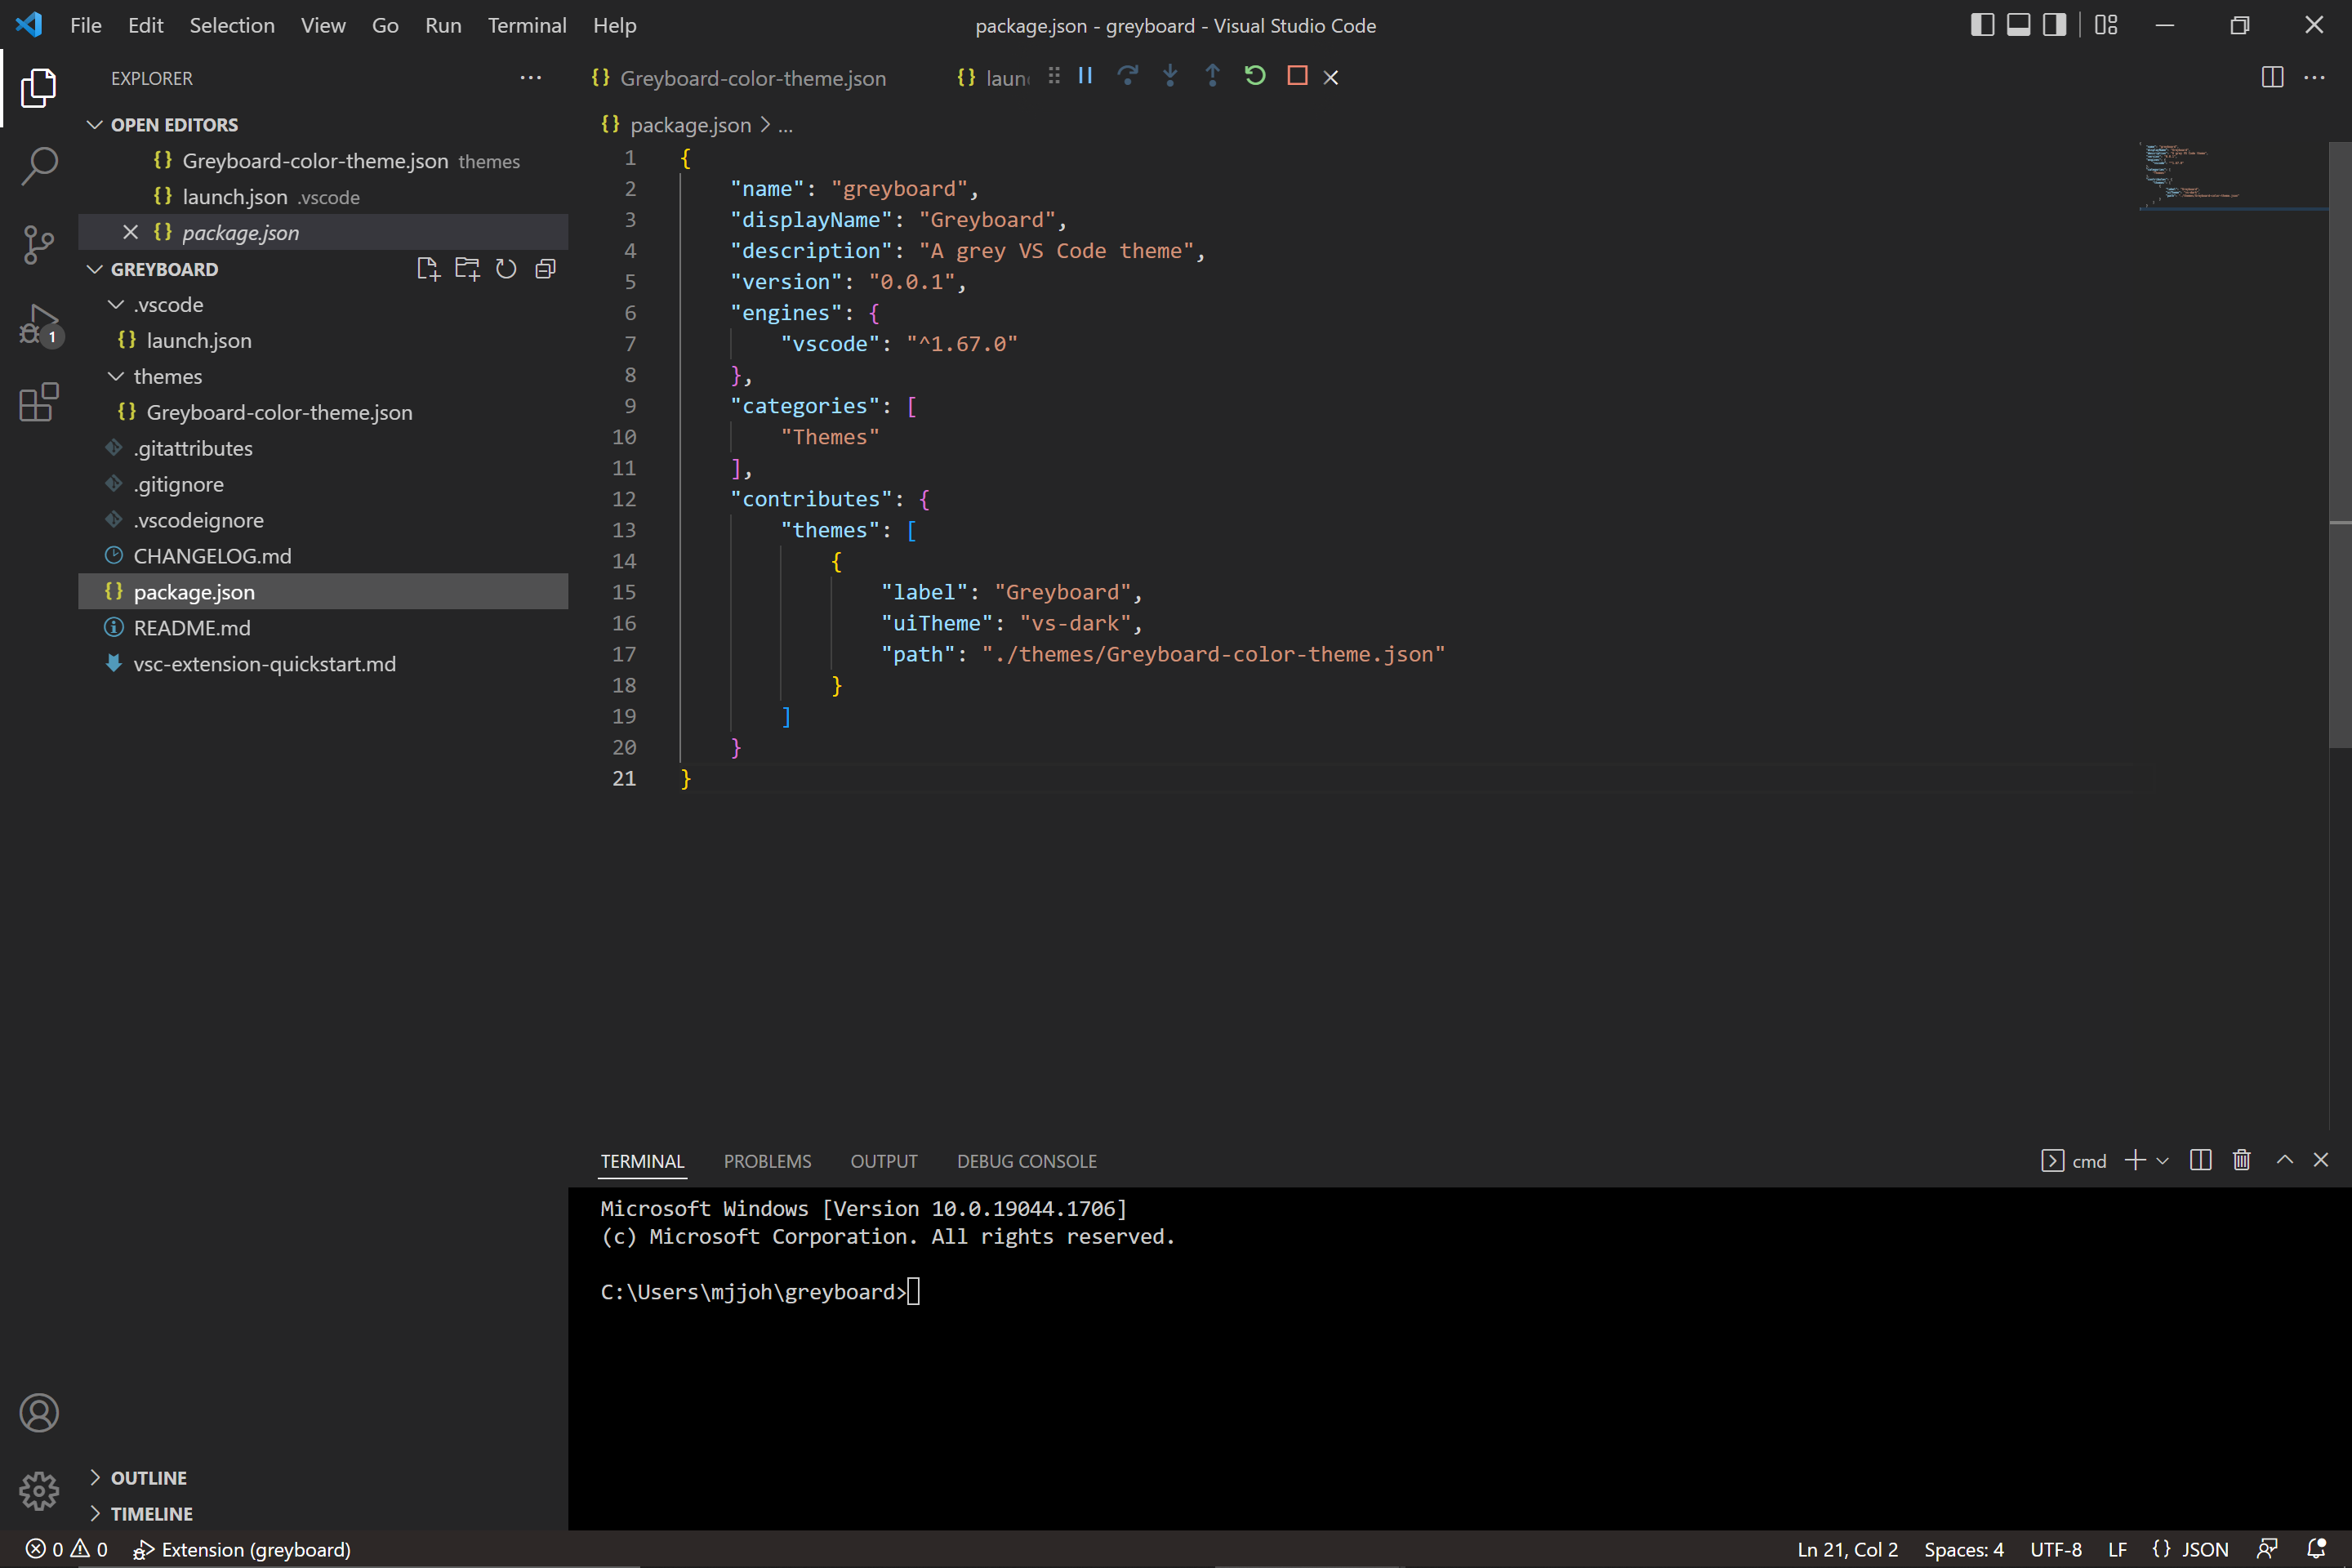 File Edit Selection View Go Run Terminal Help
package.json - greyboard - Visual Studio Code
EXPLORER
OPEN EDITORS
Greyboard-color-theme.json themes
launch.json .vscode
package.json
GREYBOARD
.vscode
launch.json
themes
Greyboard-color-theme.json
.gitattributes
.gitignore
.vscodeignore
CHANGELOG.md
package.json
README.md
vsc-extension-quickstart.md
1
OUTLINE
TIMELINE
{} Greyboard-color-theme.json
{} laun
{} package.json > ...
1 {
2 "name": "greyboard",
3 "displayName": "Greyboard",
4 "description": "A grey VS Code theme",
5 "version": "0.0.1",
6 "engines": {
7 "vscode": "^1.67.0"
8 },
9 "categories": [
10 "Themes"
11 ],
12 "contributes": {
13 "themes": [
14 {
15 "label": "Greyboard",
16 "uiTheme": "vs-dark",
17 "path": "./themes/Greyboard-color-theme.json"
18 }
19 ]
20 }
21 }
TERMINAL PROBLEMS OUTPUT DEBUG CONSOLE
cmd
Microsoft Windows [Version 10.0.19044.1706]
(c) Microsoft Corporation. All rights reserved.
C:\Users\mjjoh\greyboard>
0 0 Extension (greyboard)
Ln 21, Col 2 Spaces: 4 UTF-8 LF {} JSON